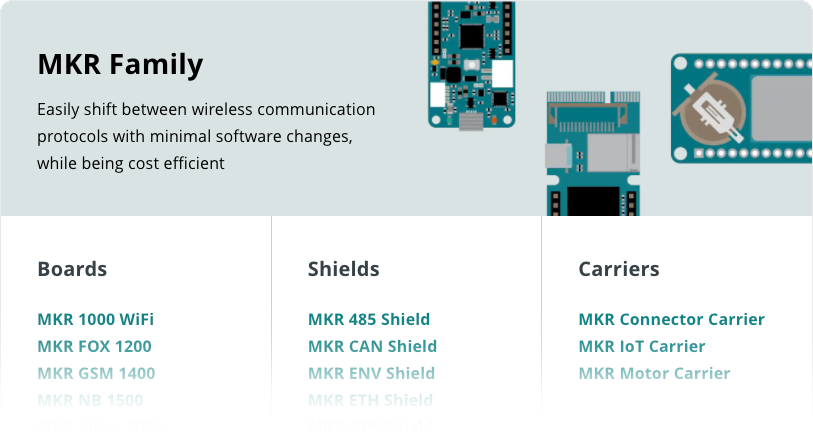 MKR Family
Easily shift between wireless communication
protocols with minimal software changes,
while being cost efficient
Boards
MKR 1000 WiFi
MKR FOX 1200
MKR GSM 1400
MKR NB 1500
Shields
MKR 485 Shield
MKR CAN Shield
MKR ENV Shield
MKR ETH Shield
Carriers
MKR Connector Carrier
MKR IoT Carrier
MKR Motor Carrier